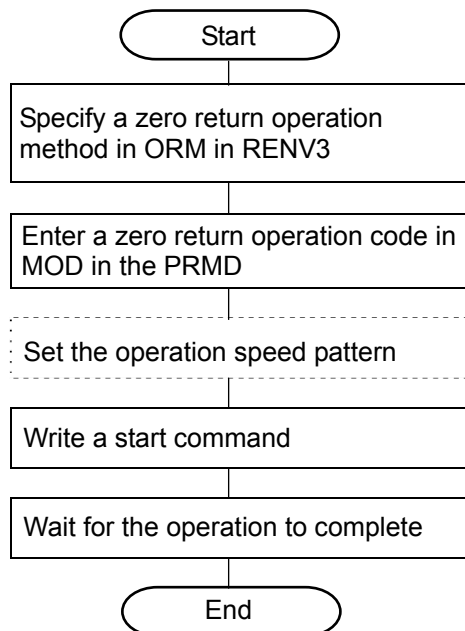 Start
Specify a zero return operation
method in ORM in RENV3
Enter a zero return operation code in
MOD in the PRMD
Set the operation speed pattern
Write a start command
Wait for the operation to complete
End